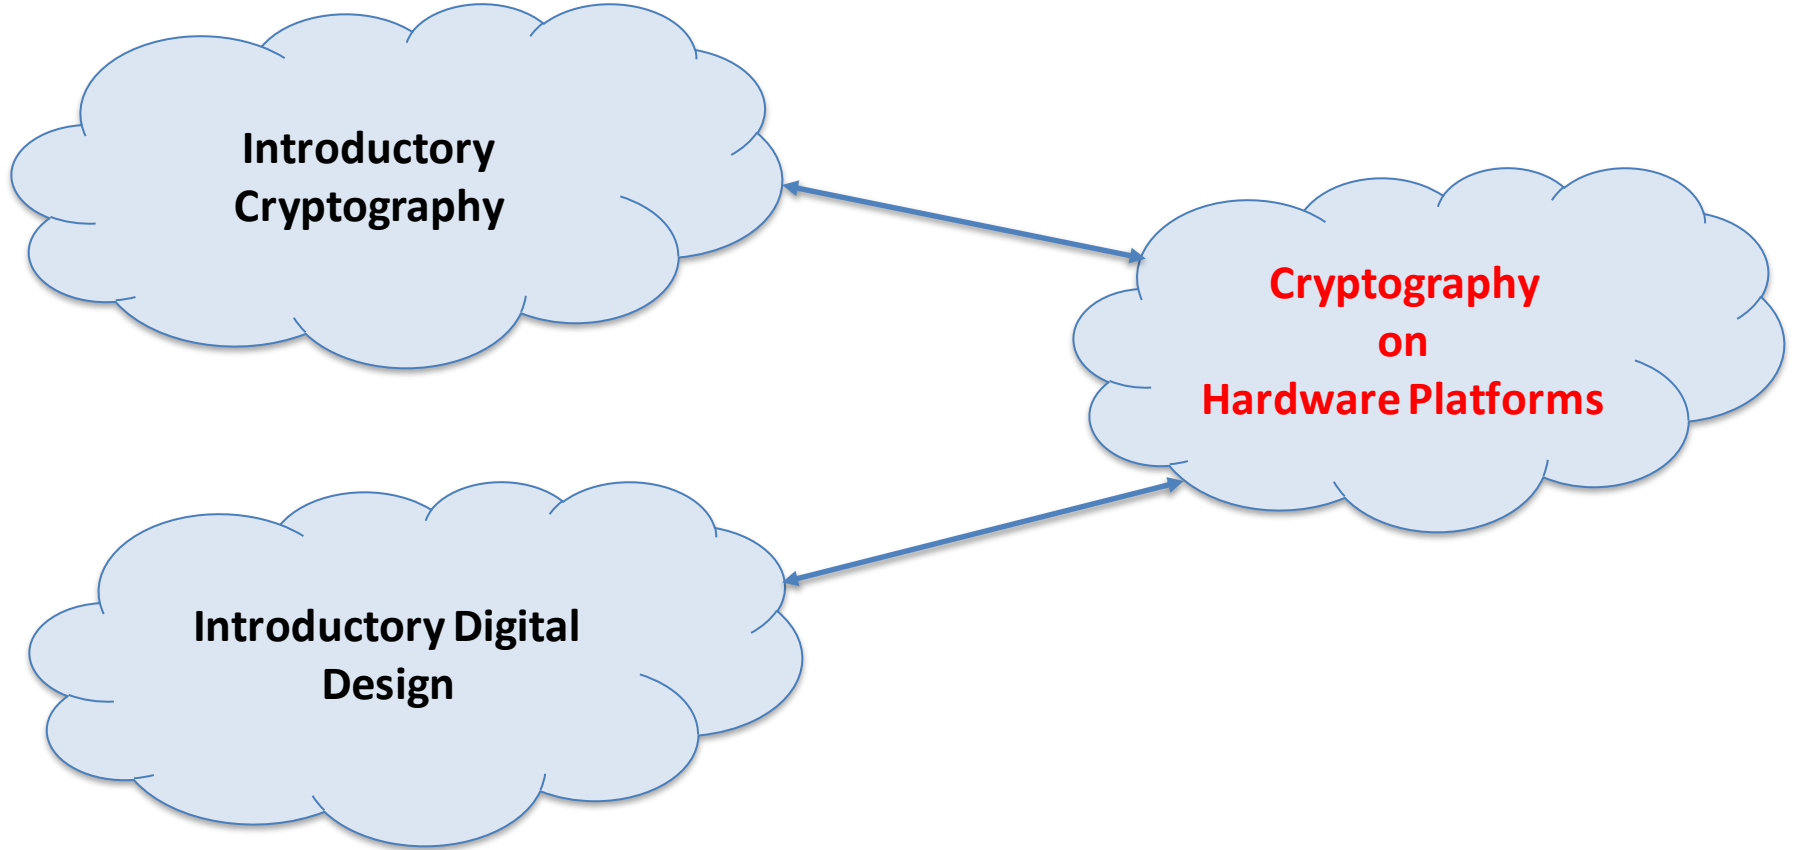 Introductory
Cryptography
Cryptography
on
Hardware Platforms
Introductory Digital
Design